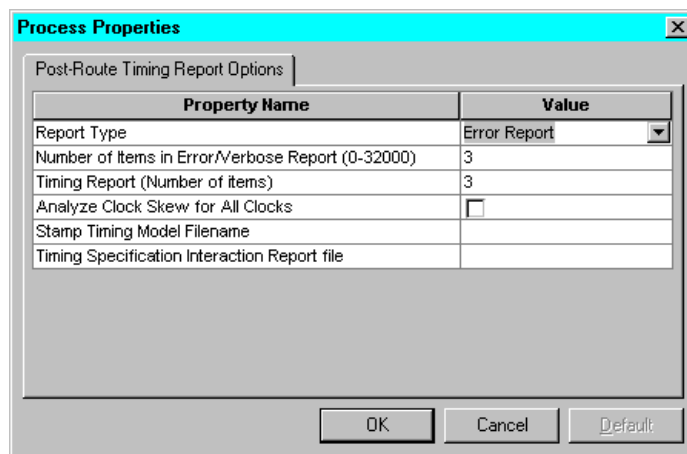 Process Properties
Post-Route Timing Report Options
Property Name Value
Report Type Error Report
Number of Items in Error/Verbose Report (0-32000) 3
Timing Report (Number of items) 3
Analyze Clock Skew for All Clocks
Stamp Timing Model Filename
Timing Specification Interaction Report file
OK Cancel Default